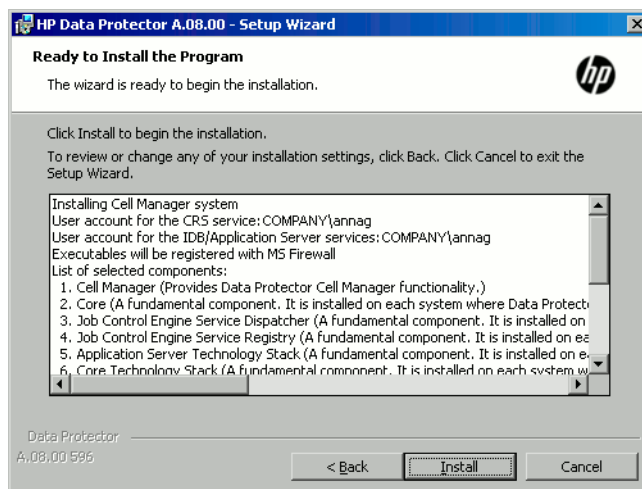 HP Data Protector A.08.00 - Setup Wizard
Ready to Install the Program
The wizard is ready to begin the installation.
hp
Click Install to begin the installation.
To review or change any of your installation settings, click Back. Click Cancel to exit the
Setup Wizard.
Installing Cell Manager system
User account for the CRS service: COMPANY\annag
User account for the IDB/Application Server services: COMPANY\annag
Executables will be registered with MS Firewall
List of selected components:
1. Cell Manager (Provides Data Protector Cell Manager functionality.)
2. Core (A fundamental component. It is installed on each system where Data Protecto
3. Job Control Engine Service Dispatcher (A fundamental component. It is installed on
4. Job Control Engine Service Registry (A fundamental component. It is installed on ea
5. Application Server Technology Stack (A fundamental component. It is installed on ea
6. Core Technology Stack (A fundamental component. It is installed on each system w
Data Protector
A.08.00 596
< Back
Install
Cancel